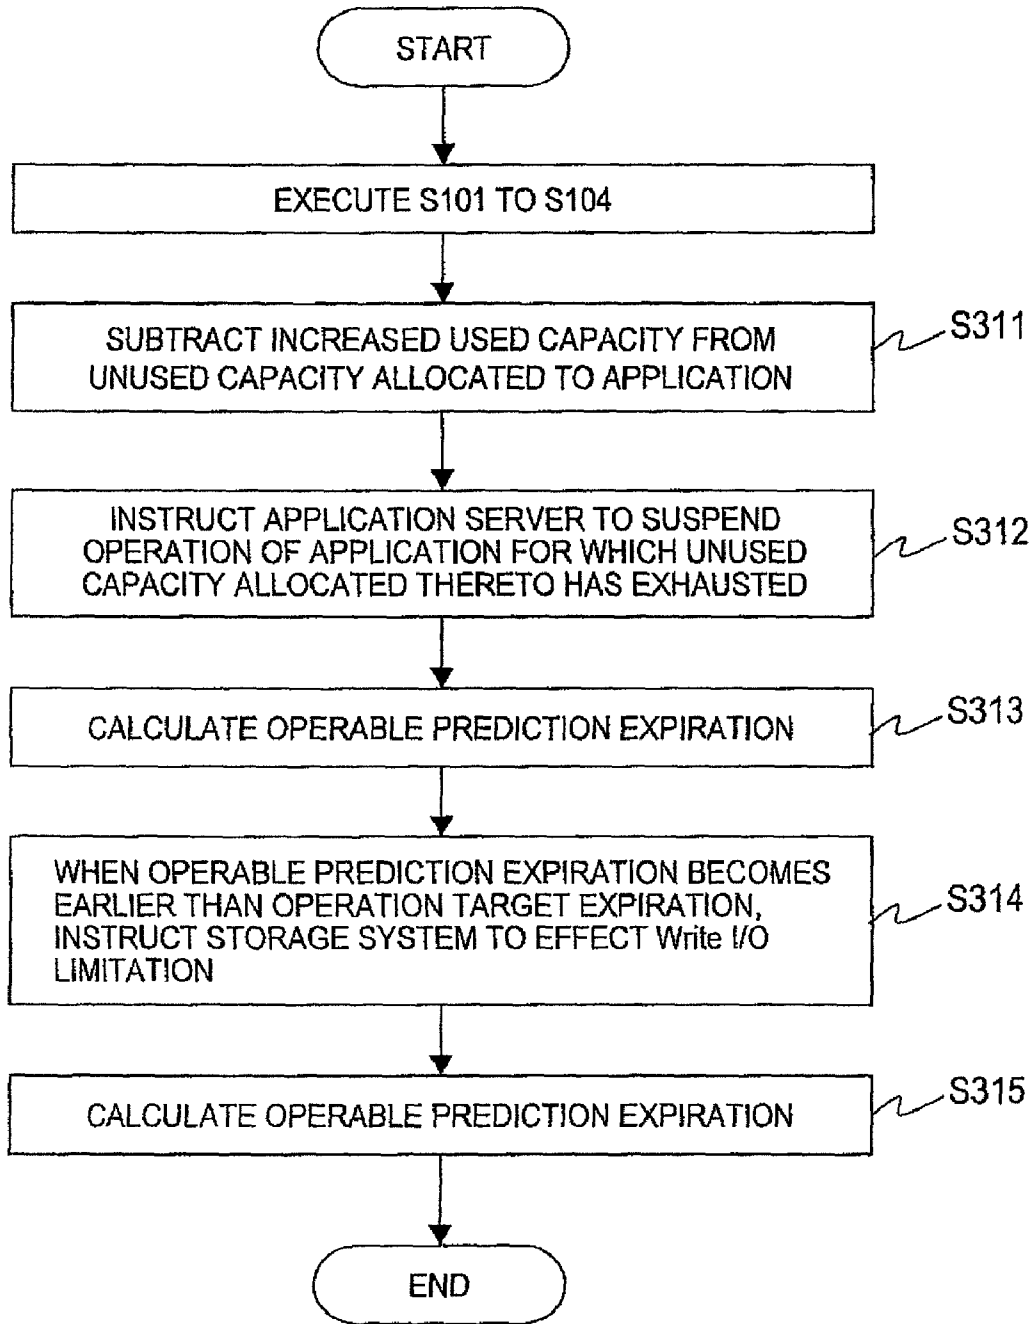 START
EXECUTE S101 TO S104
SUBTRACT INCREASED USED CAPACITY FROM
UNUSED CAPACITY ALLOCATED TO APPLICATION
S311
INSTRUCT APPLICATION SERVER TO SUSPEND
OPERATION OF APPLICATION FOR WHICH UNUSED
CAPACITY ALLOCATED THERETO HAS EXHAUSTED
S312
CALCULATE OPERABLE PREDICTION EXPIRATION
S313
WHEN OPERABLE PREDICTION EXPIRATION BECOMES
EARLIER THAN OPERATION TARGET EXPIRATION,
INSTRUCT STORAGE SYSTEM TO EFFECT Write I/O
LIMITATION
S314
CALCULATE OPERABLE PREDICTION EXPIRATION
S315
END